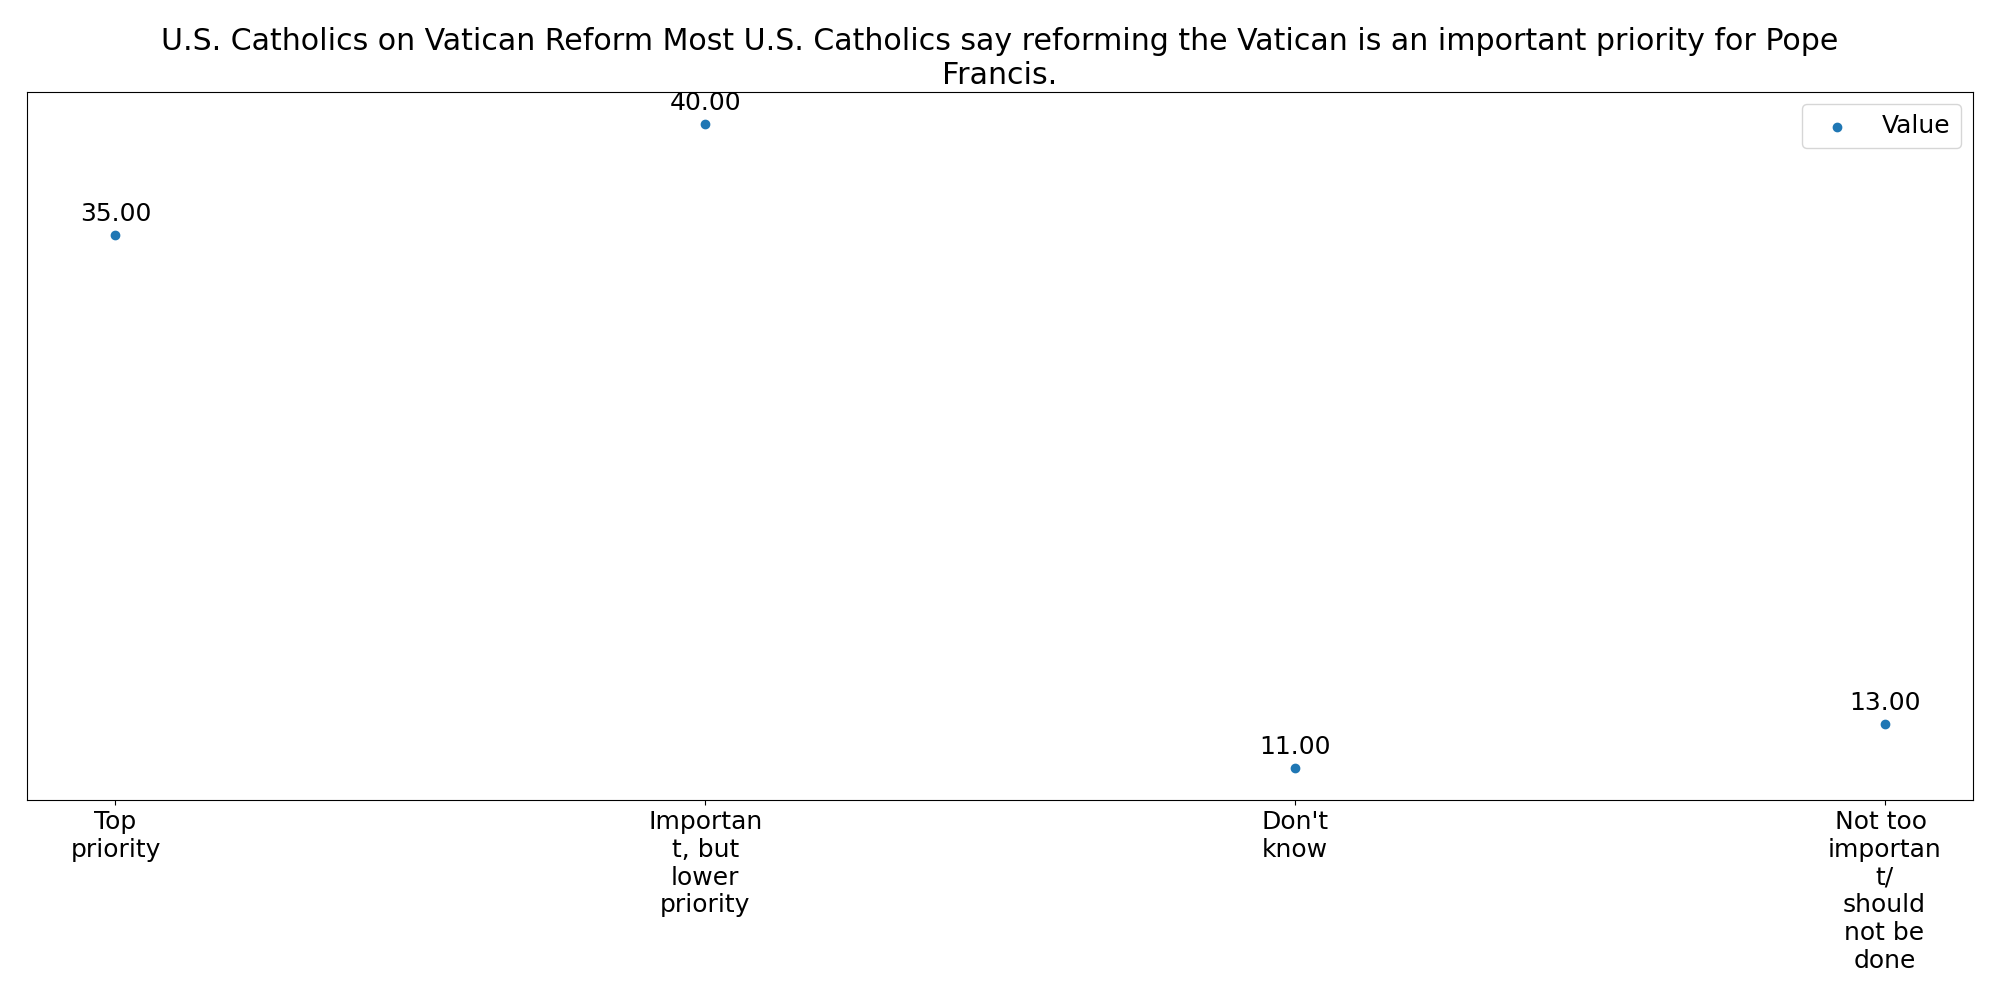 U.S. Catholics on Vatican Reform Most U.S. Catholics say reforming the Vatican is an important priority for Pope
Francis.
40.00
Value
35.00
13.00
11.00
Top
priority
Importan
t, but
lower
priority
Don't
know
Not too
importan
t/
should
not be
done